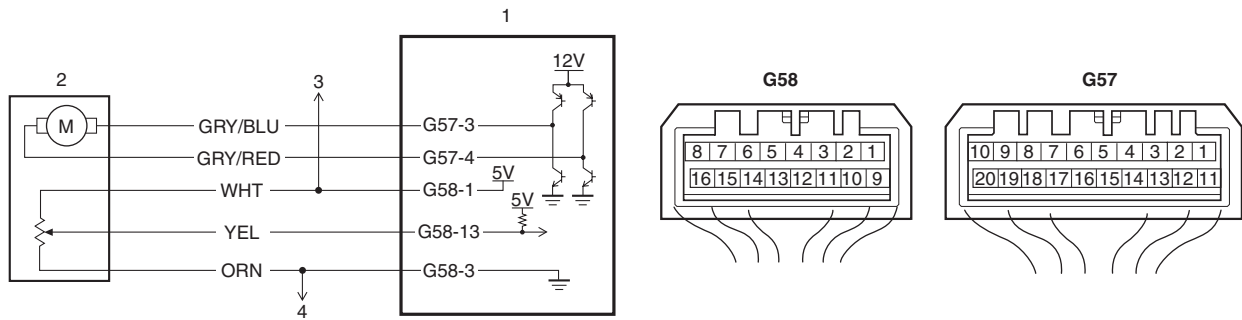 1
2
3
12V
M
GRY/BLU
G57-3
GRY/RED
G57-4
WHT
G58-1
5V
5V
YEL
G58-13
ORN
G58-3
4
G58
8 7 6 5 4 3 2 1
16 15 14 13 12 11 10 9
G57
10 9 8 7 6 5 4 3 2 1
20 19 18 17 16 15 14 13 12 11